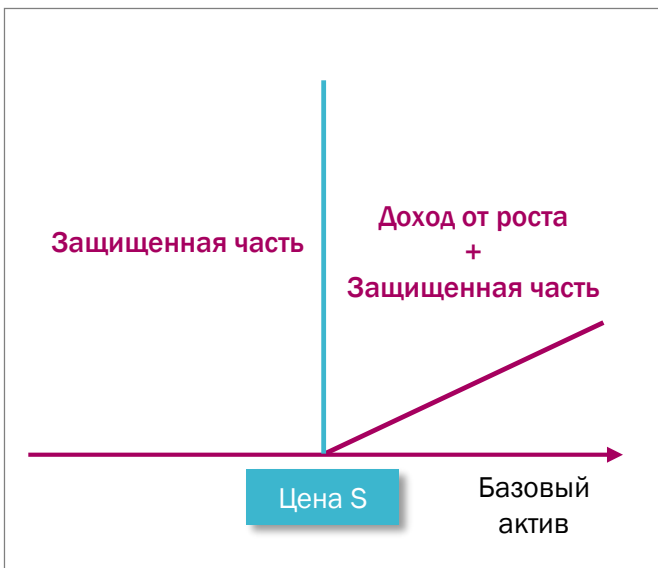 Защищенная часть
Доход от роста
+
Защищенная часть
Цена S
Базовый
актив